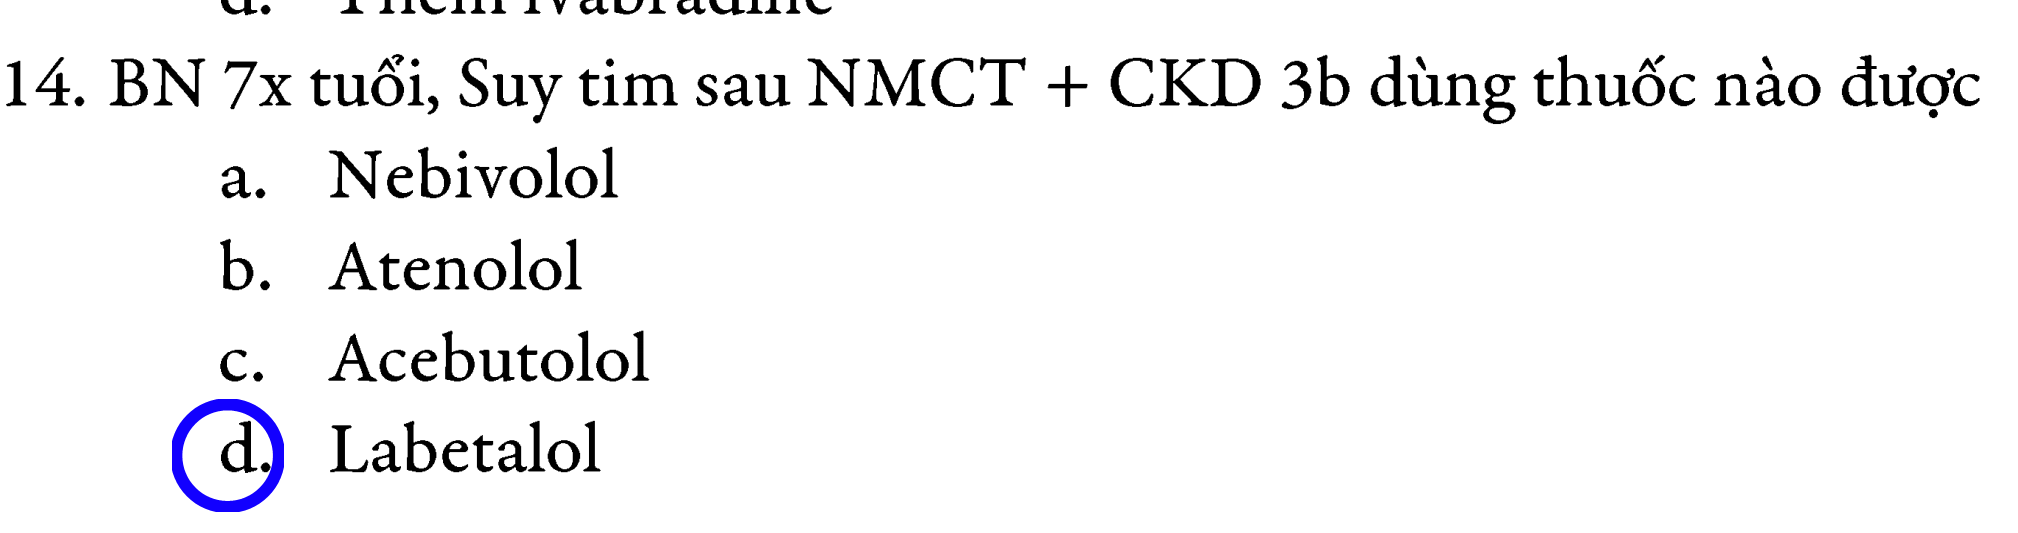 14. BN 7x tuổi, Suy tim sau NMCT + CKD 3b dùng thuốc nào được
a. Nebivolol
b. Atenolol
c. Acebutolol
d. Labetalol